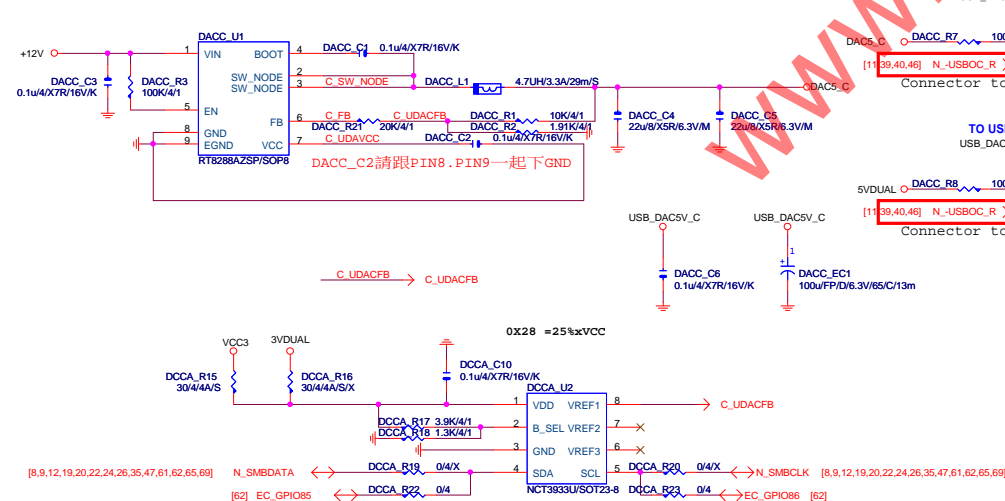 DACC_U1
+12V
1 VIN BOOT 4
DACC_C1 0.1u/4/X7R/16V/K
DACC_C3
0.1u/4/X7R/16V/K
DACC_R3
100K/4/1
SW_NODE 2
SW_NODE 3
C_SW_NODE
DACC_L1 4.7UH/3.3A/29m/S
DAC5_C
5 EN
FB 6
C_FB
DACC_R21 20K/4/1
C_UDACFB
DACC_R1 10K/4/1
DACC_R2 1.91K/4/1
8 GND
9 EGND
VCC 7
C_UDAVCC
DACC_C2 0.1u/4/X7R/16V/K
RT8288AZSP/SOP8
DACC_C2請跟PIN8.PIN9一起下GND
DACC_C4
22u/8/X5R/6.3V/M
DACC_C5
22u/8/X5R/6.3V/M
DAC5_C DACC_R7 100
[11,39,40,46] N_-USBOC_R
Connector to
TO USB
USB_DAC
5VDUAL DACC_R8 100
[11,39,40,46] N_-USBOC_R
Connector to
USB_DAC5V_C
DACC_C6
0.1u/4/X7R/16V/K
USB_DAC5V_C
+ 1
DACC_EC1
100u/FP/D/6.3V/65/C/13m
C_UDACFB C_UDACFB
0X28 =25%xVCC
VCC3
DCCA_R15
30/4/4A/S
3VDUAL
DCCA_R16
30/4/4A/S/X
DCCA_C10
0.1u/4/X7R/16V/K
DCCA_U2
1 VDD VREF1 8
C_UDACFB
DCCA_R17 3.9K/4/1
DCCA_R18 1.3K/4/1
2 B_SEL VREF2 7
3 GND VREF3 6
4 SDA SCL 5
NCT3933U/SOT23-8
[8,9,12,19,20,22,24,26,35,47,61,62,65,69] N_SMBDATA DCCA_R19 0/4/X
DCCA_R20 0/4/X N_SMBCLK [8,9,12,19,20,22,24,26,35,47,61,62,65,69]
[62] EC_GPIO85 DCCA_R22 0/4
DCCA_R23 0/4 EC_GPIO86 [62]
www